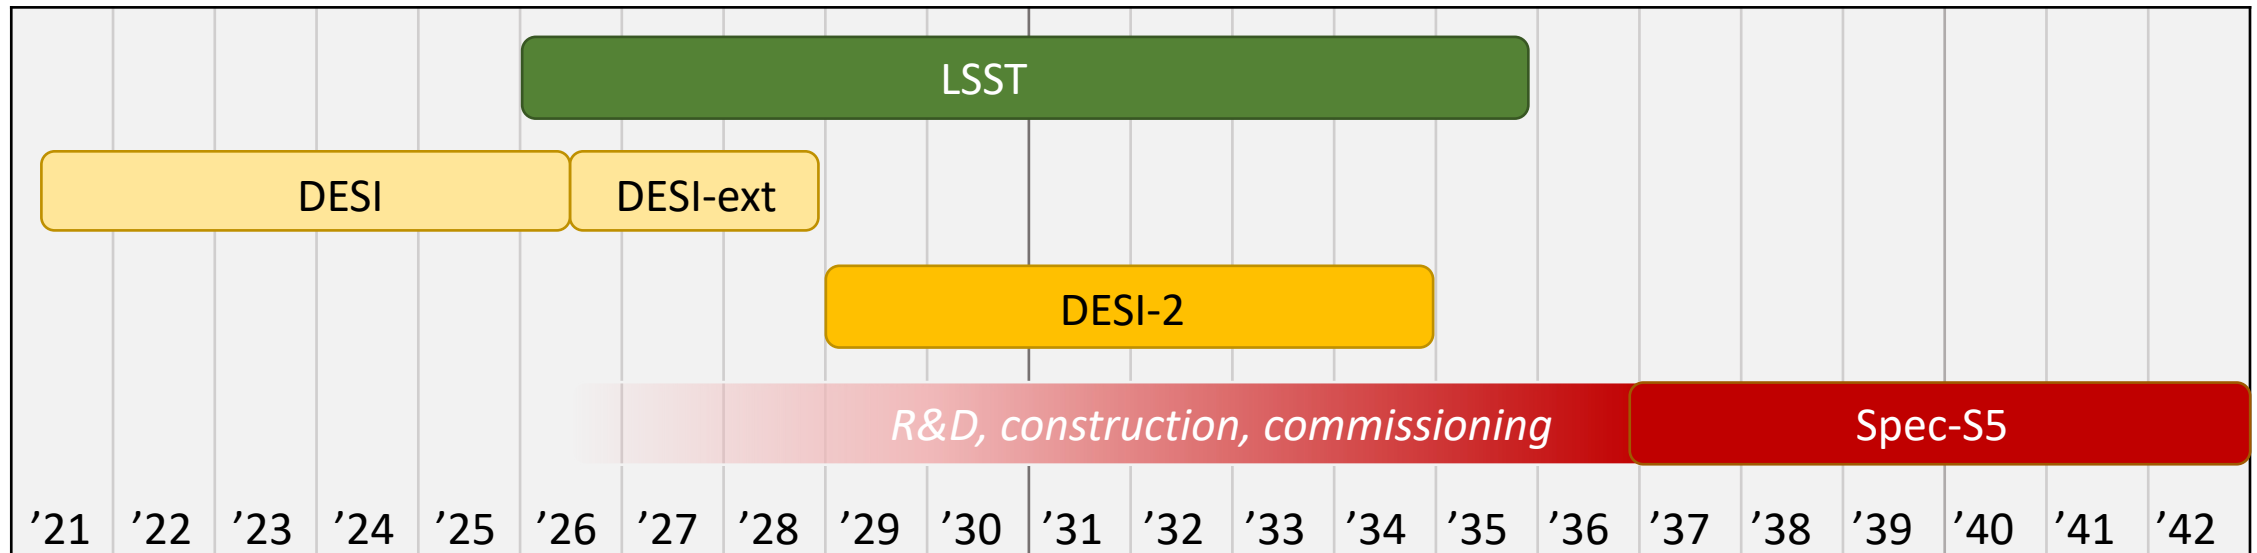 LSST
DESI DESI-ext
DESI-2
R&D, construction, commissioning Spec-S5
’21 ’22 ’23 ’24 ’25 ’26 ’27 ’28 ’29 ’30 ’31 ’32 ’33 ’34 ’35 ’36 ’37 ’38 ’39 ’40 ’41 ’42